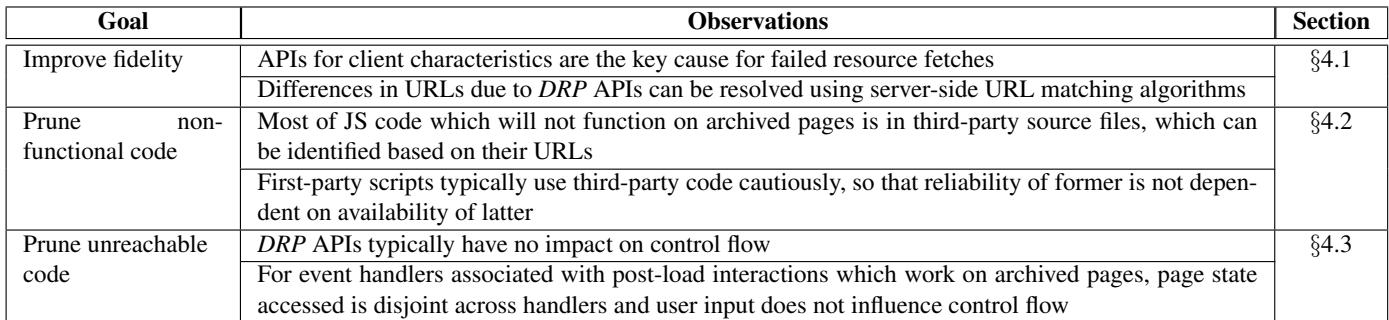 Goal Observations Section
Improve fidelity APIs for client characteristics are the key cause for failed resource fetches §4.1
Differences in URLs due to DRP APIs can be resolved using server-side URL matching algorithms
Prune non- Most of JS code which will not function on archived pages is in third-party source files, which can §4.2
functional code be identified based on their URLs
First-party scripts typically use third-party code cautiously, so that reliability of former is not depen-
dent on availability of latter
Prune unreachable DRP APIs typically have no impact on control flow §4.3
code For event handlers associated with post-load interactions which work on archived pages, page state
accessed is disjoint across handlers and user input does not influence control flow